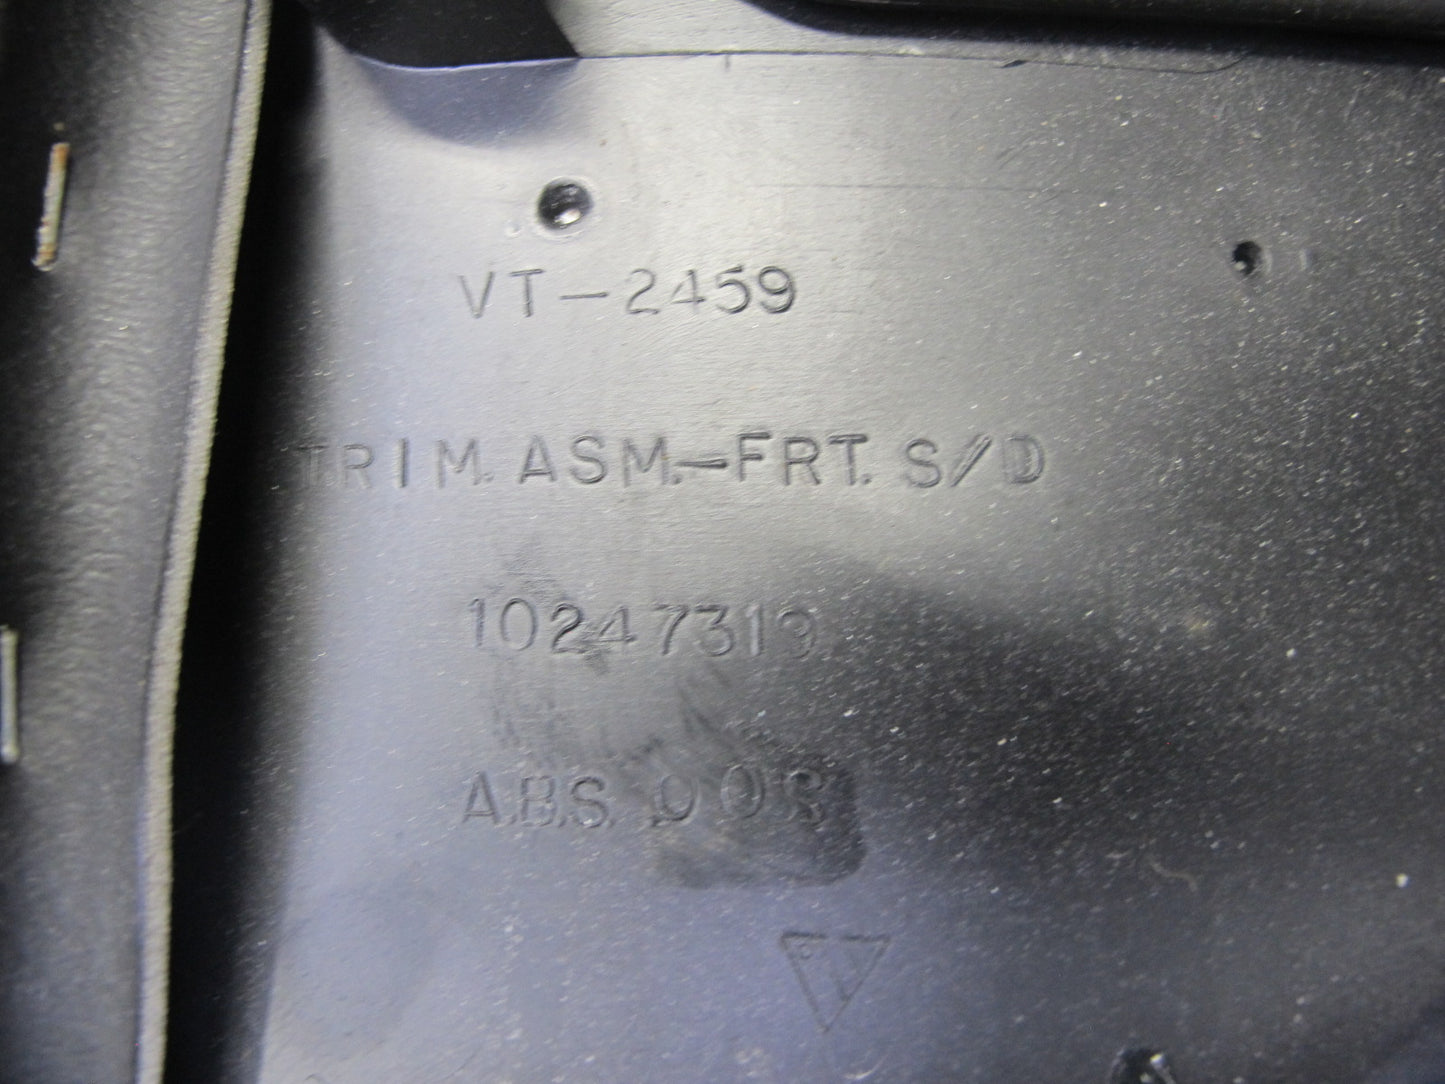 VT-2459
TRIM. ASM.-FRT. S/D
10247319
A.B.S.